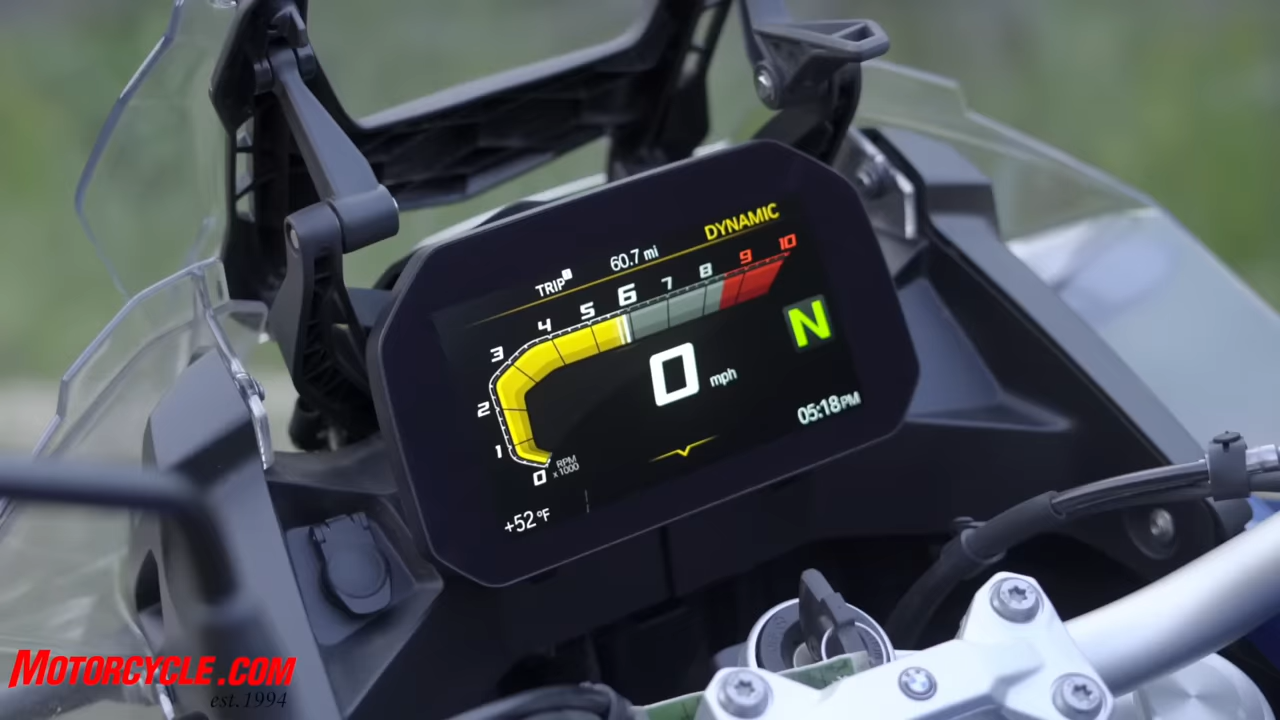 DYNAMIC
TRIP 60.7 mi
1 2 3 4 5 6 7 8 9 10
N
0 mph
0 RPM
x 1000
05:18PM
+52 °F
MOTORCYCLE.COM
est. 1994